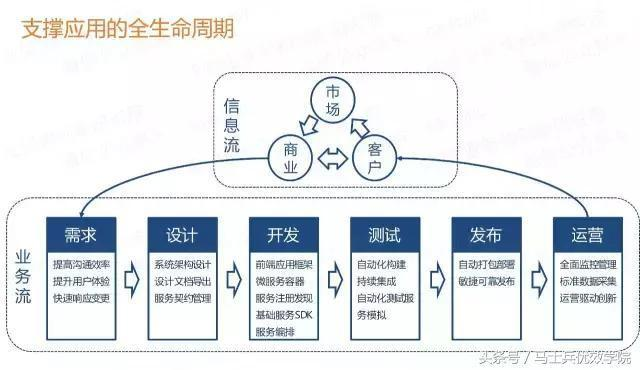 支撑应用的全生命周期
信息流
市场
商业
客户
业务流
需求
提高沟通效率
提升用户体验
快速响应变更
设计
系统架构设计
设计文档导出
服务契约管理
开发
前端应用框架
微服务容器
服务注册发现
基础服务SDK
服务编排
测试
自动化构建
持续集成
自动化测试服
务模拟
发布
自动打包部署
敏捷可靠发布
运营
全面监控管理
标准数据采集
运营驱动创新
头条号／马士兵优效学院